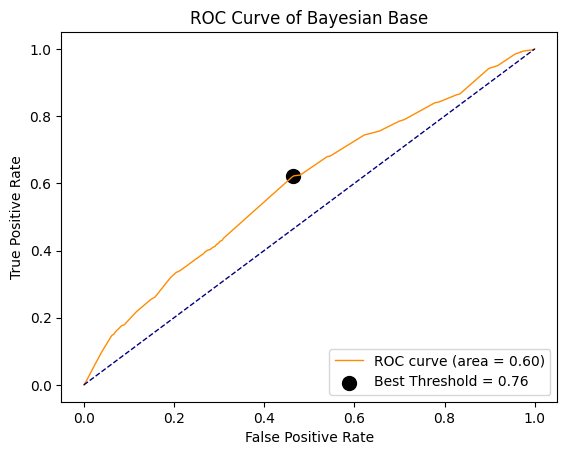 ROC Curve of Bayesian Base
1.0
0.8
0.6
0.4
0.2
0.0
True Positive Rate
ROC curve (area = 0.60)
Best Threshold = 0.76
0.0 0.2 0.4 0.6 0.8 1.0
False Positive Rate